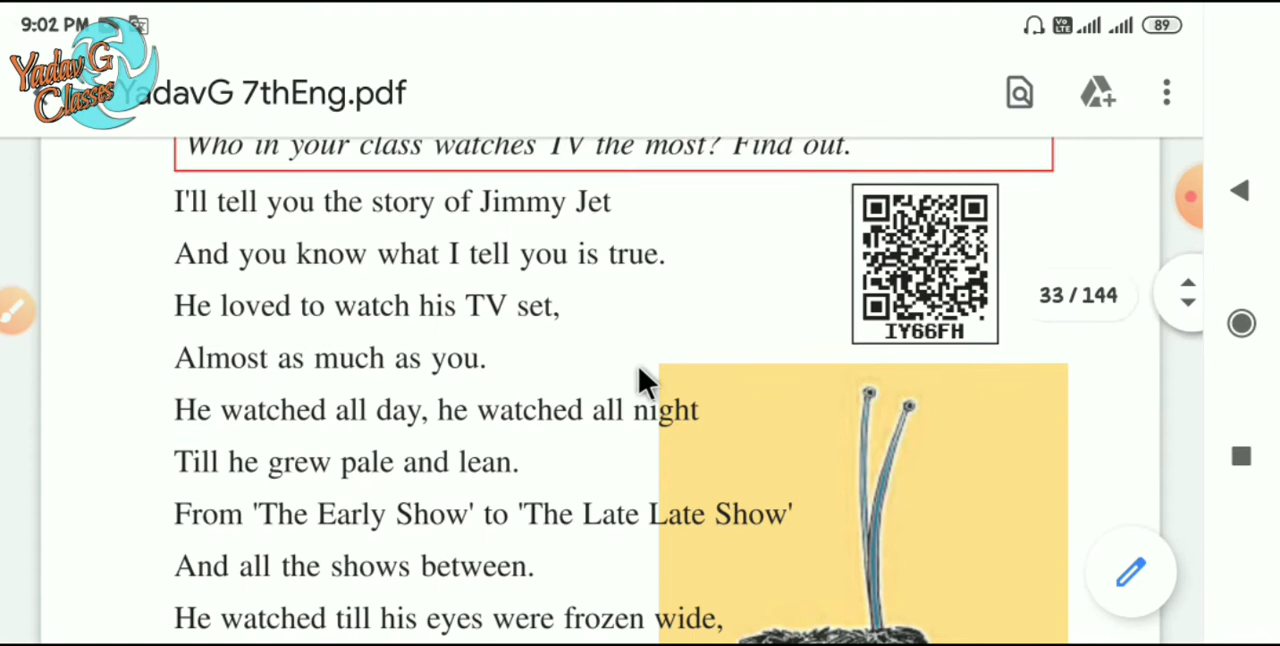 9:02 PM
Vo LTE
89
Yadav G
Classes
YadavG 7thEng.pdf
Who in your class watches TV the most? Find out.
I'll tell you the story of Jimmy Jet
And you know what I tell you is true.
He loved to watch his TV set,
Almost as much as you.
He watched all day, he watched all night
Till he grew pale and lean.
From 'The Early Show' to 'The Late Late Show'
And all the shows between.
He watched till his eyes were frozen wide,
IY66FH
33 / 144